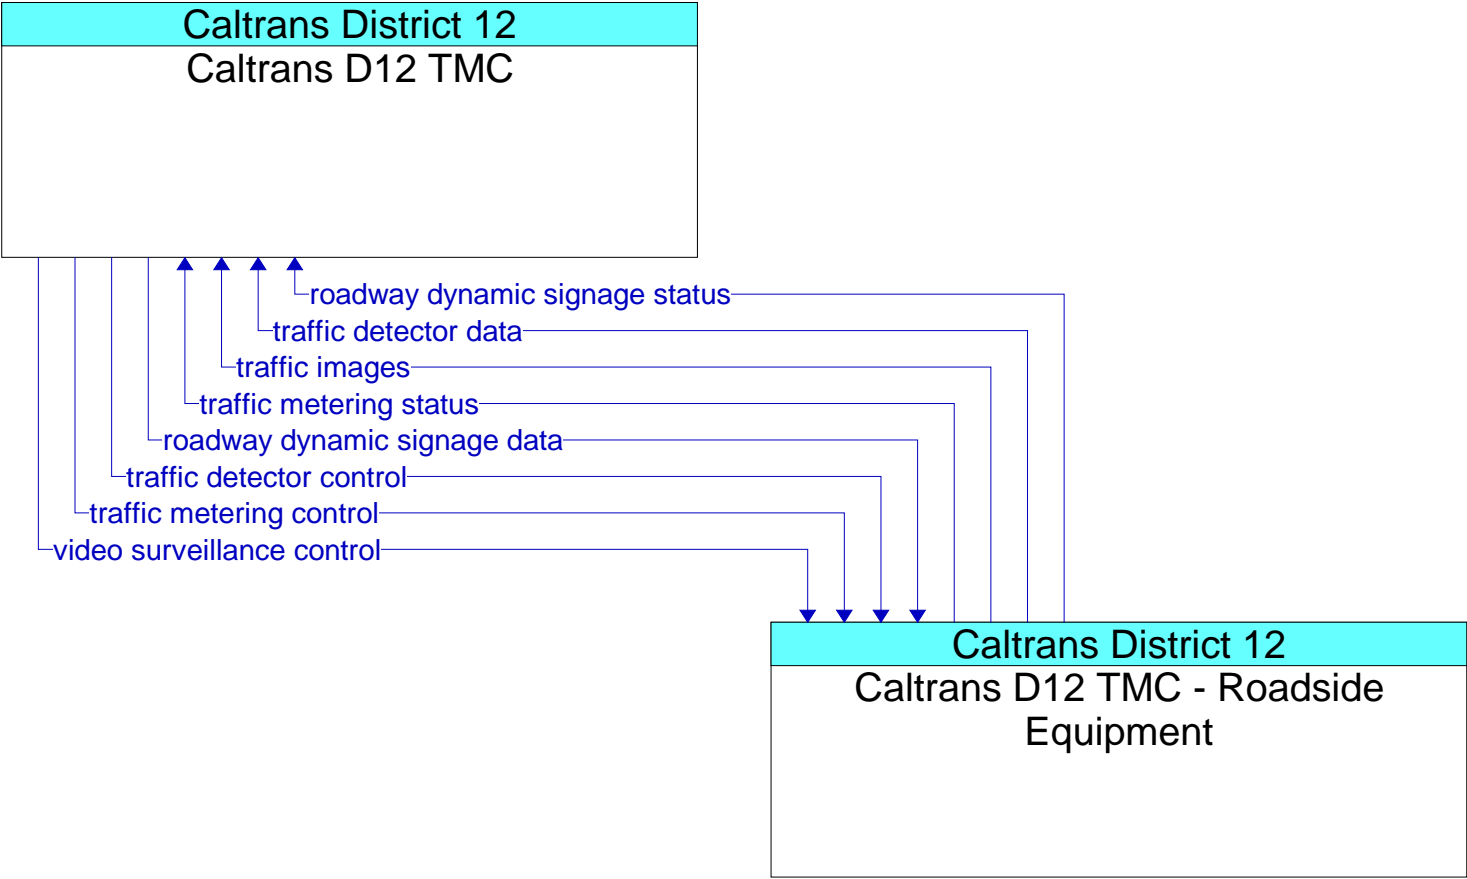 Caltrans District 12
Caltrans D12 TMC
roadway dynamic signage status
traffic detector data
traffic images
traffic metering status
roadway dynamic signage data
traffic detector control
traffic metering control
video surveillance control
Caltrans District 12
Caltrans D12 TMC - Roadside
Equipment